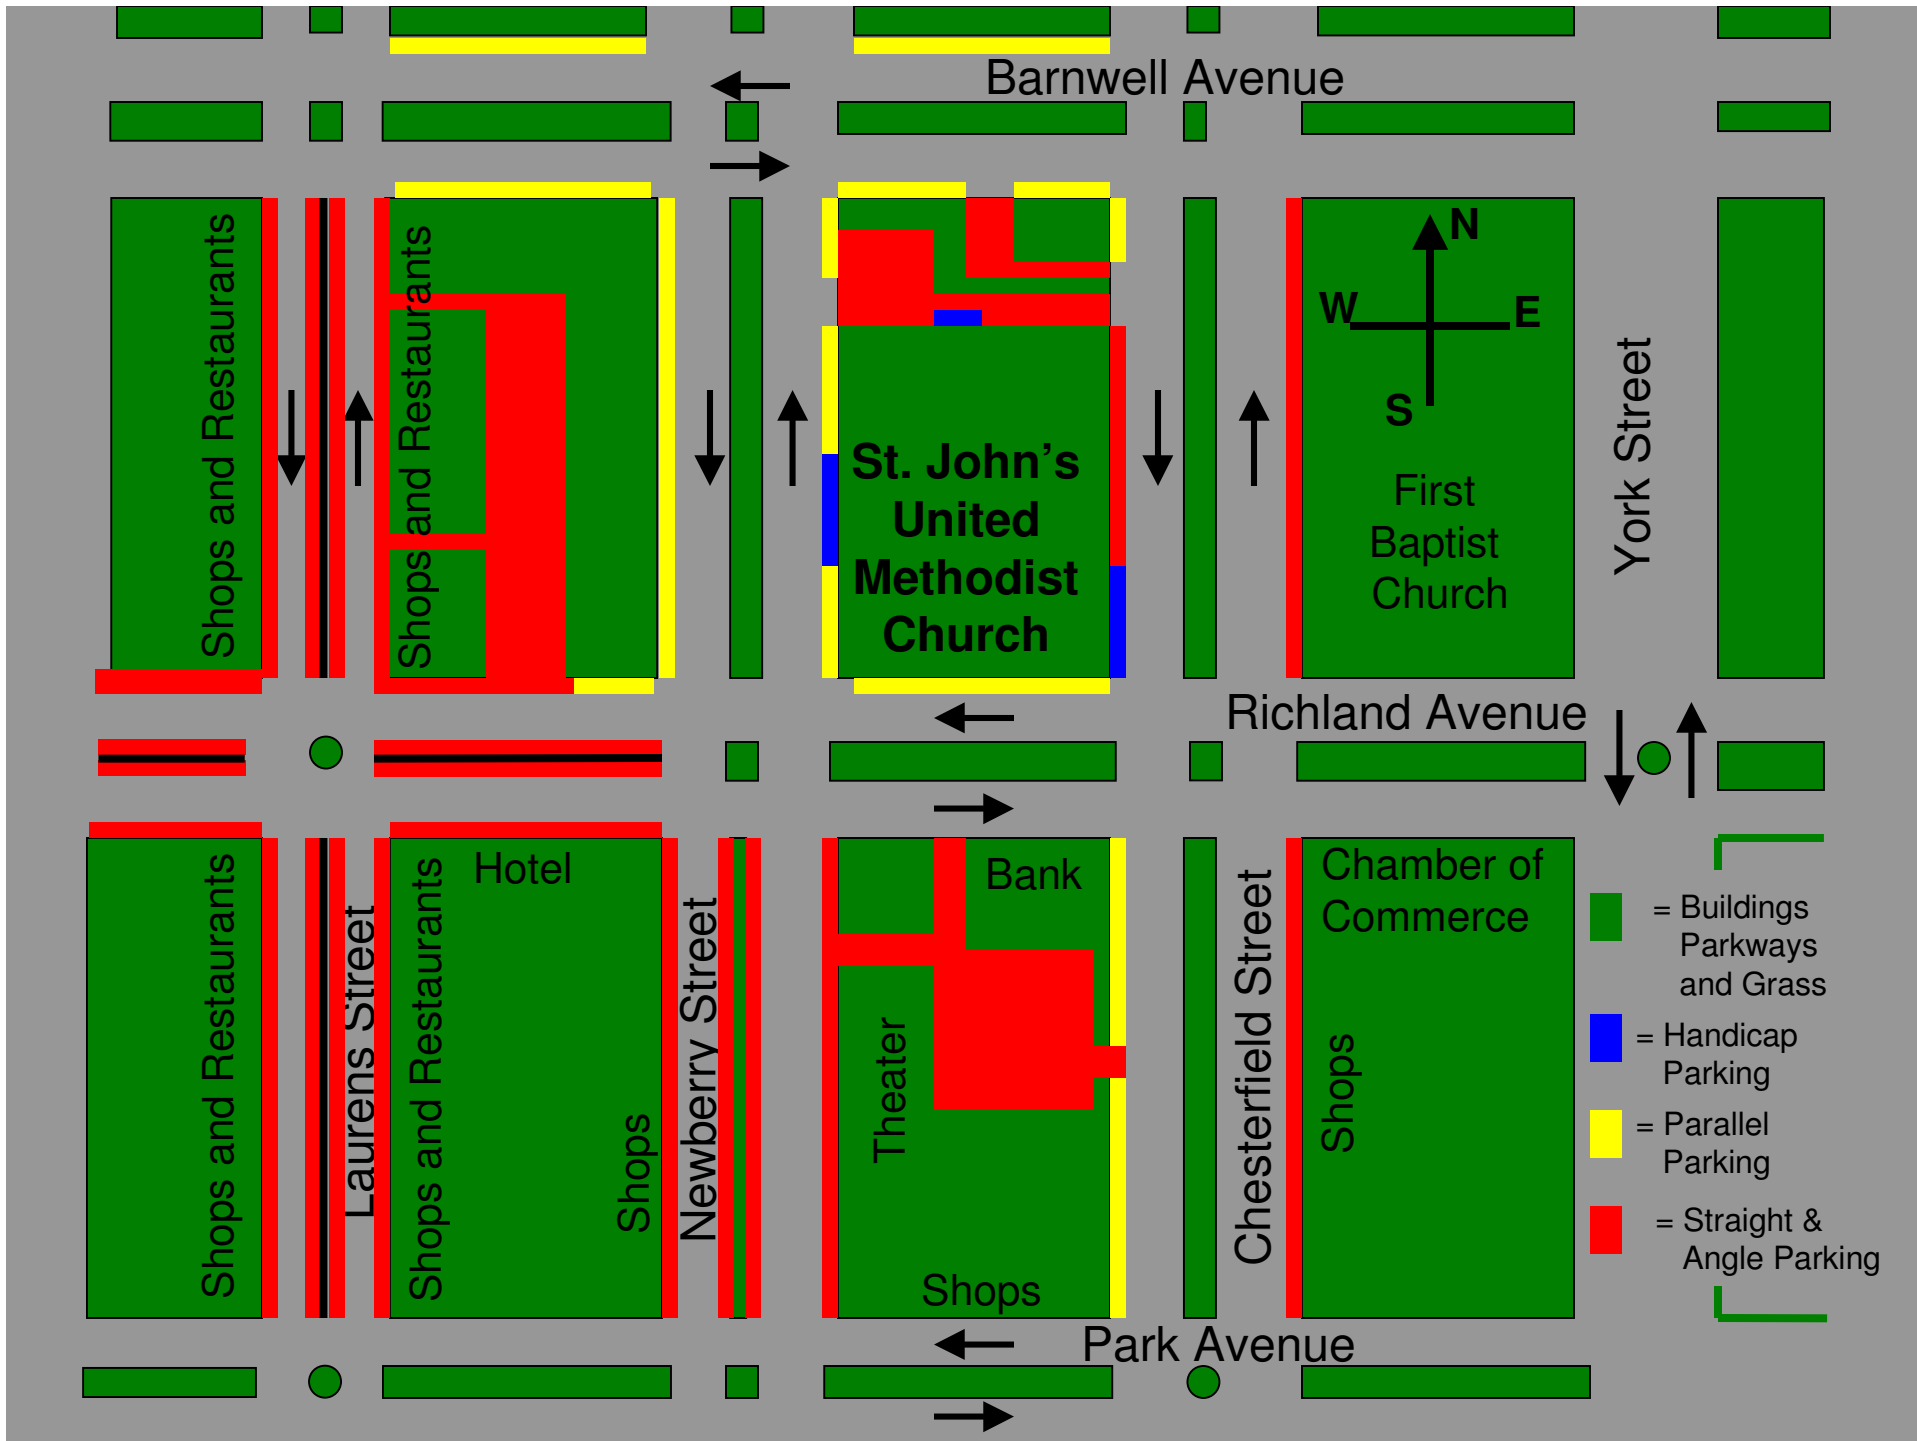 Barnwell Avenue
Shops and Restaurants
Shops and Restaurants
St. John’s
United
Methodist
Church
N
W
E
S
First
Baptist
Church
York Street
Richland Avenue
Shops and Restaurants
Laurens Street
Shops and Restaurants
Hotel
Shops
Newberry Street
Bank
Theater
Shops
Chesterfield Street
Chamber of
Commerce
Shops
= Buildings
Parkways
and Grass
= Handicap
Parking
= Parallel
Parking
= Straight &
Angle Parking
Park Avenue